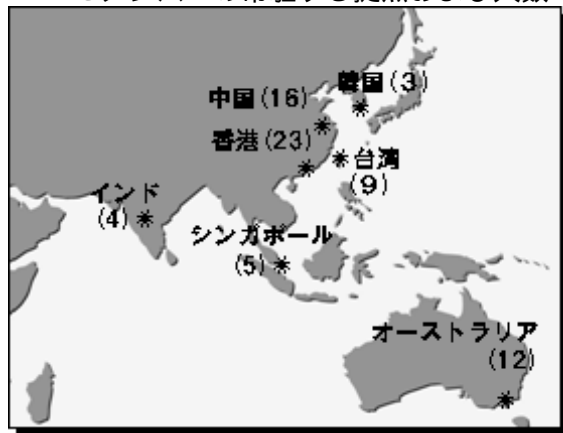 韓国(3)
中国(16)
香港(23)
台湾
(9)
インド
(4)
シンガポール
(5)
オーストラリア
(12)